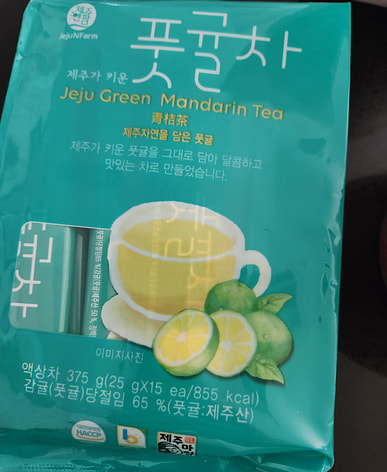 JejuNFarm
풋귤차
제주가 키운
Jeju Green Mandarin Tea
青桔茶
제주자연을 담은 풋귤
제주가 키운 풋귤을 그대로 담아 달콤하고
맛있는 차로 만들었습니다.
귤차
이미지사진
액상차 375 g(25 gX15 ea/855 kcal)
감귤(풋귤)당절임 65 %(풋귤:제주산)
HACCP
제주